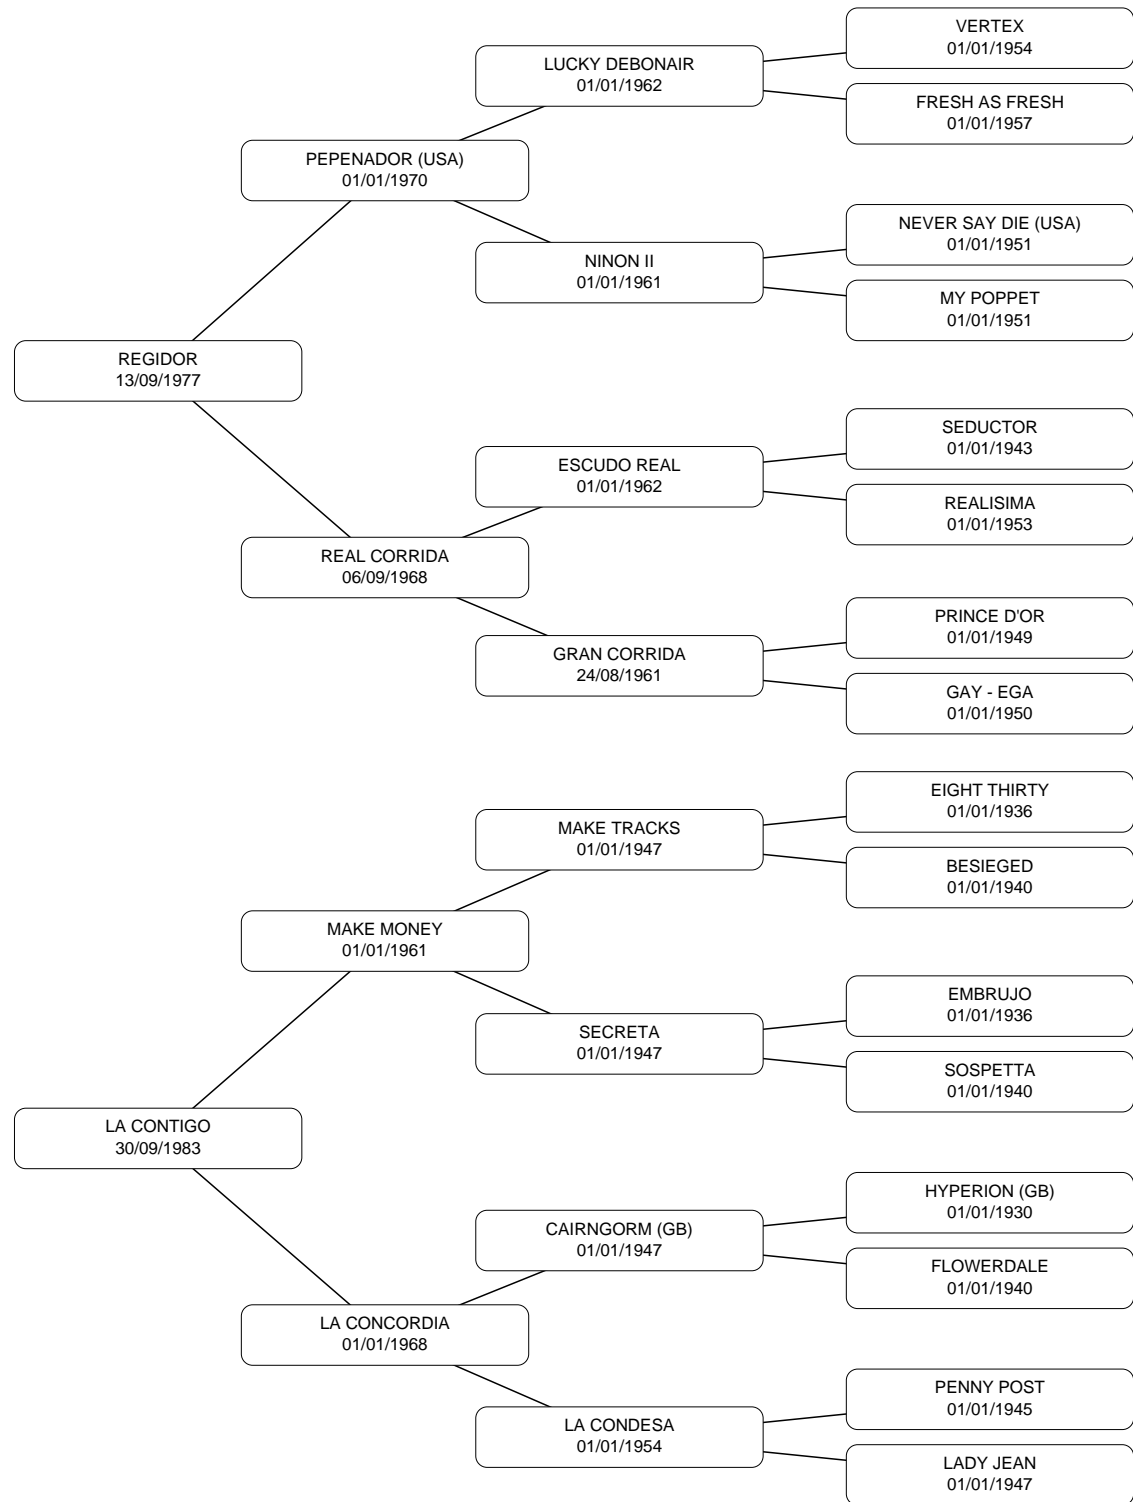 VERTEX
01/01/1954
LUCKY DEBONAIR
01/01/1962
FRESH AS FRESH
01/01/1957
PEPENADOR (USA)
01/01/1970
NEVER SAY DIE (USA)
01/01/1951
NINON II
01/01/1961
MY POPPET
01/01/1951
REGIDOR
13/09/1977
SEDUCTOR
01/01/1943
ESCUDO REAL
01/01/1962
REALISIMA
01/01/1953
REAL CORRIDA
06/09/1968
PRINCE D'OR
01/01/1949
GRAN CORRIDA
24/08/1961
GAY - EGA
01/01/1950
EIGHT THIRTY
01/01/1936
MAKE TRACKS
01/01/1947
BESIEGED
01/01/1940
MAKE MONEY
01/01/1961
EMBRUJO
01/01/1936
SECRETA
01/01/1947
SOSPETTA
01/01/1940
LA CONTIGO
30/09/1983
HYPERION (GB)
01/01/1930
CAIRNGORM (GB)
01/01/1947
FLOWERDALE
01/01/1940
LA CONCORDIA
01/01/1968
PENNY POST
01/01/1945
LA CONDESA
01/01/1954
LADY JEAN
01/01/1947